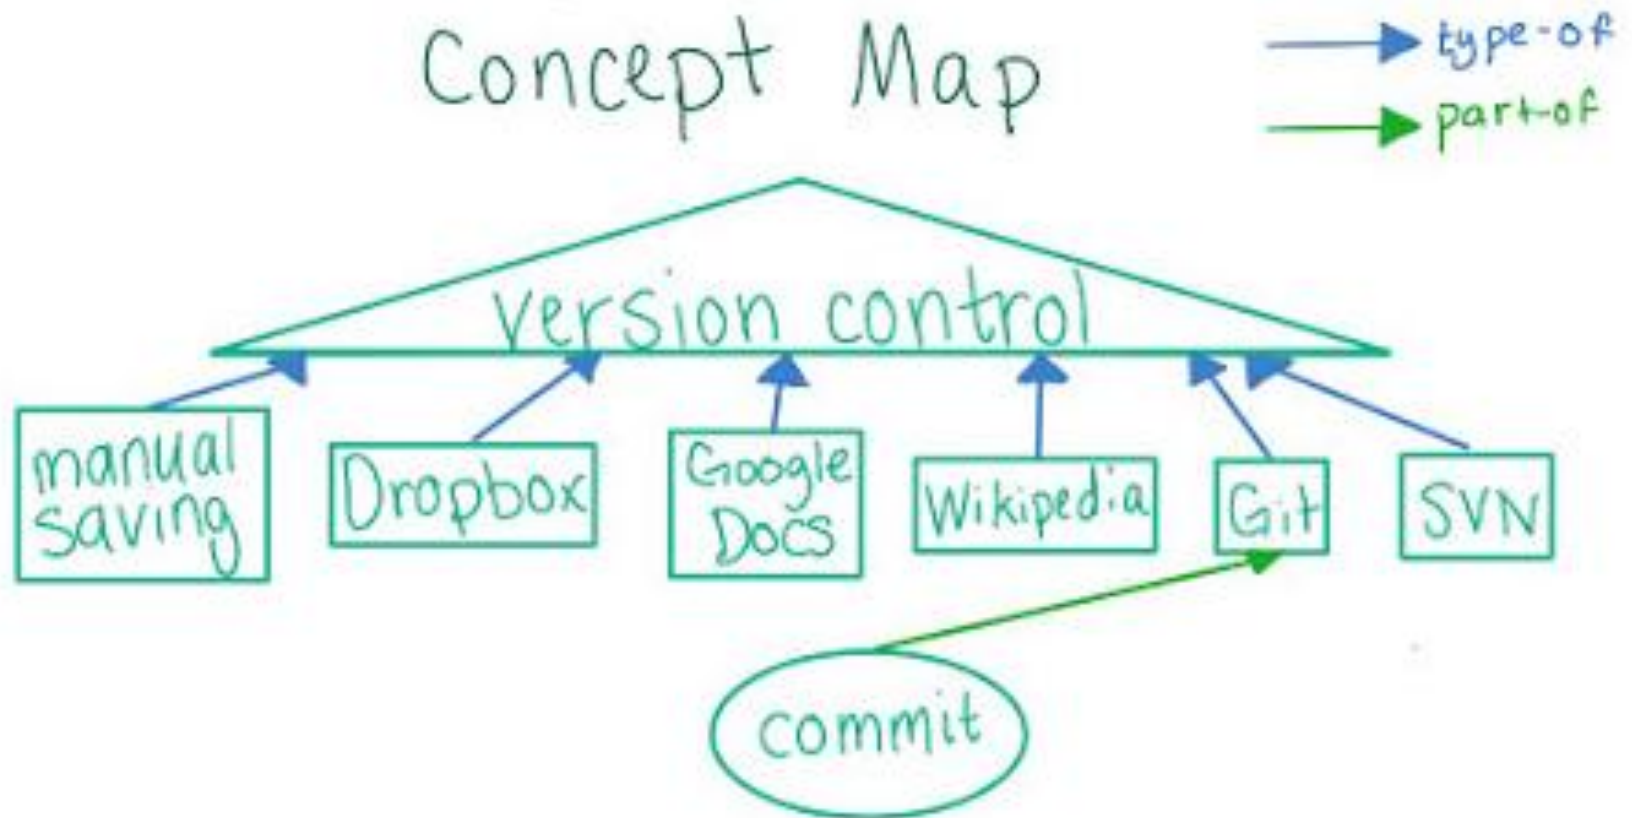 Concept Map
type-of
part-of
version control
manual
saving
Dropbox
Google
Docs
Wikipedia
Git
SVN
commit